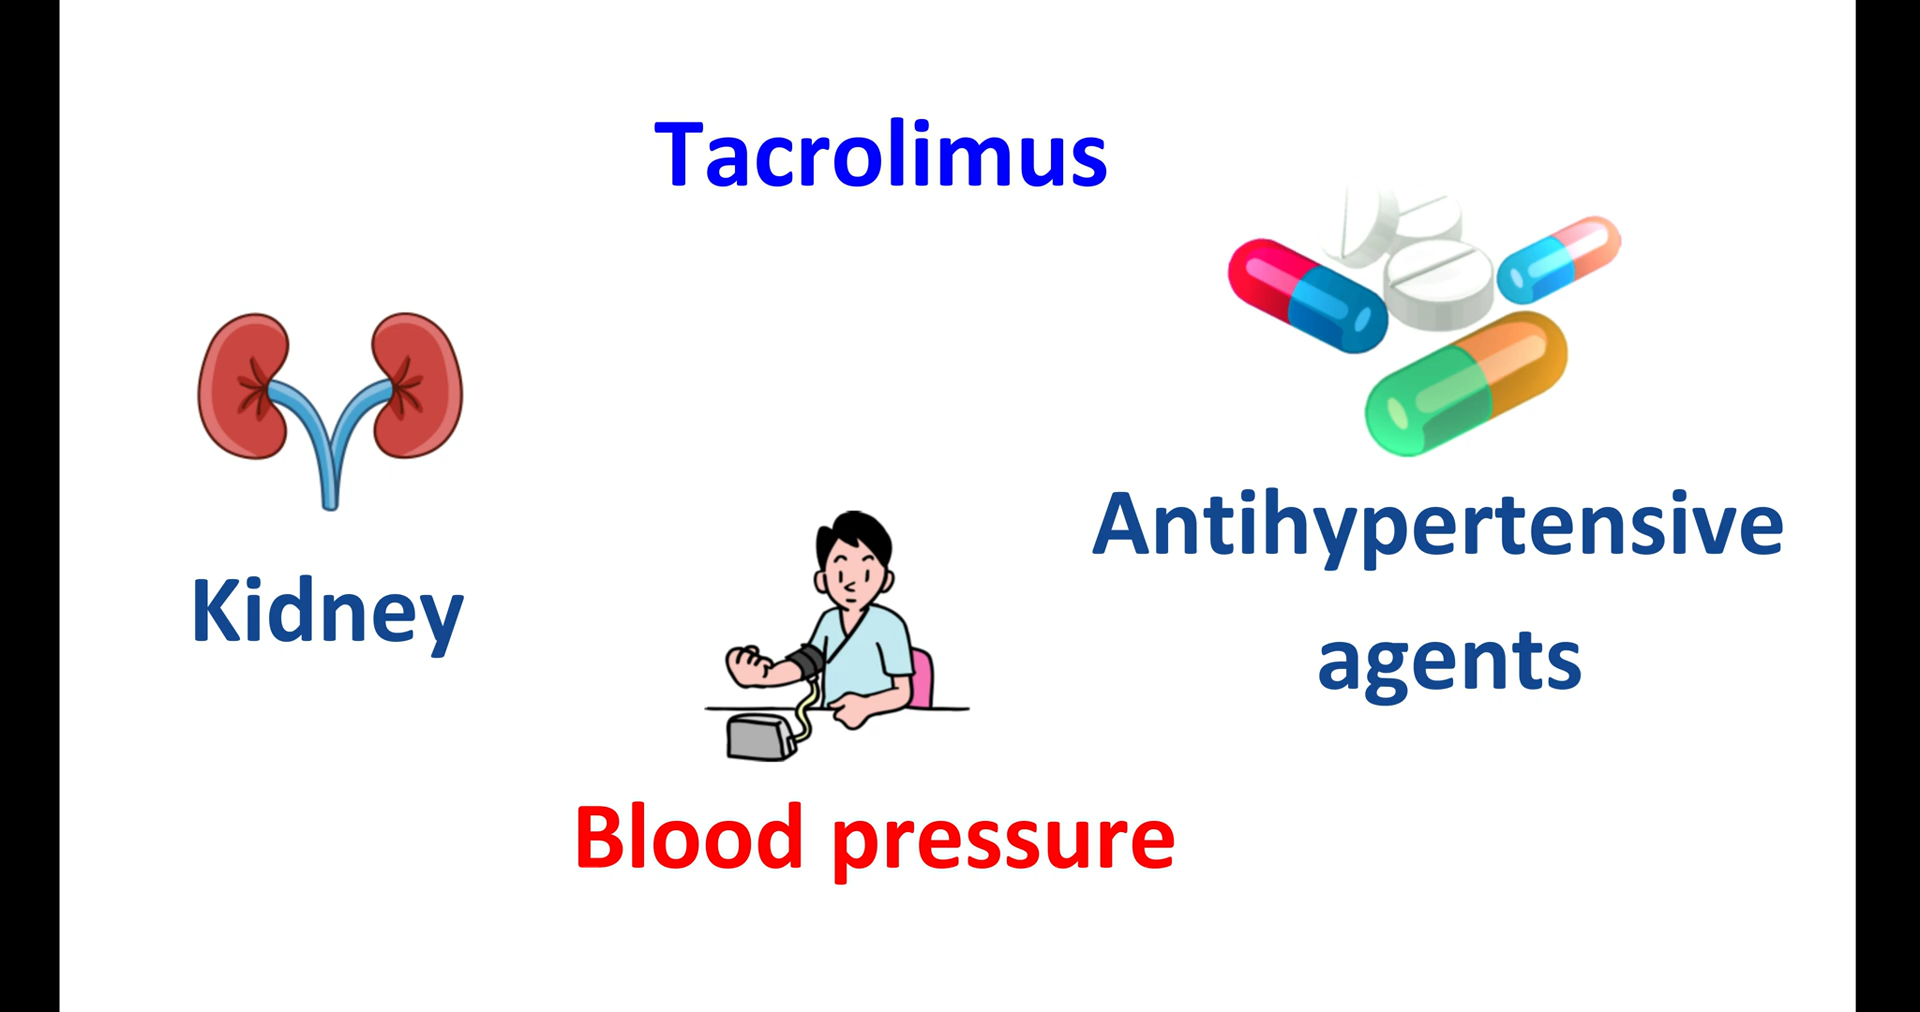 Tacrolimus
Kidney
Antihypertensive
agents
Blood pressure